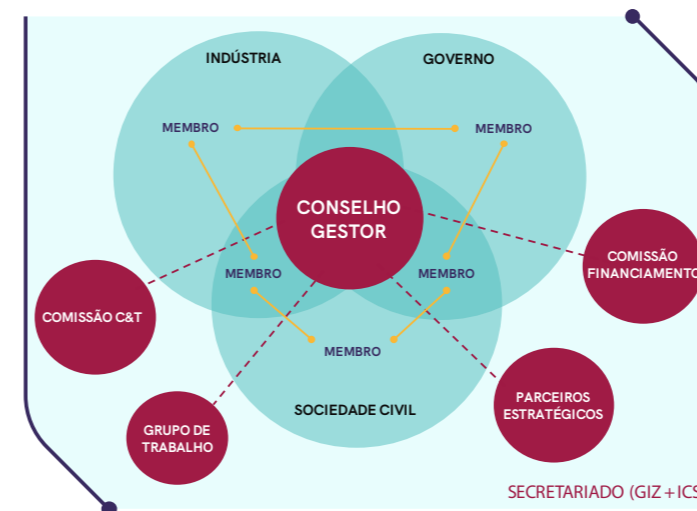 INDÚSTRIA
GOVERNO
MEMBRO
MEMBRO
CONSELHO
GESTOR
MEMBRO
MEMBRO
COMISSÃO
FINANCIAMENTO
COMISSÃO C&T
MEMBRO
SOCIEDADE CIVIL
PARCEIROS
ESTRATÉGICOS
GRUPO DE
TRABALHO
SECRETARIADO (GIZ + ICS